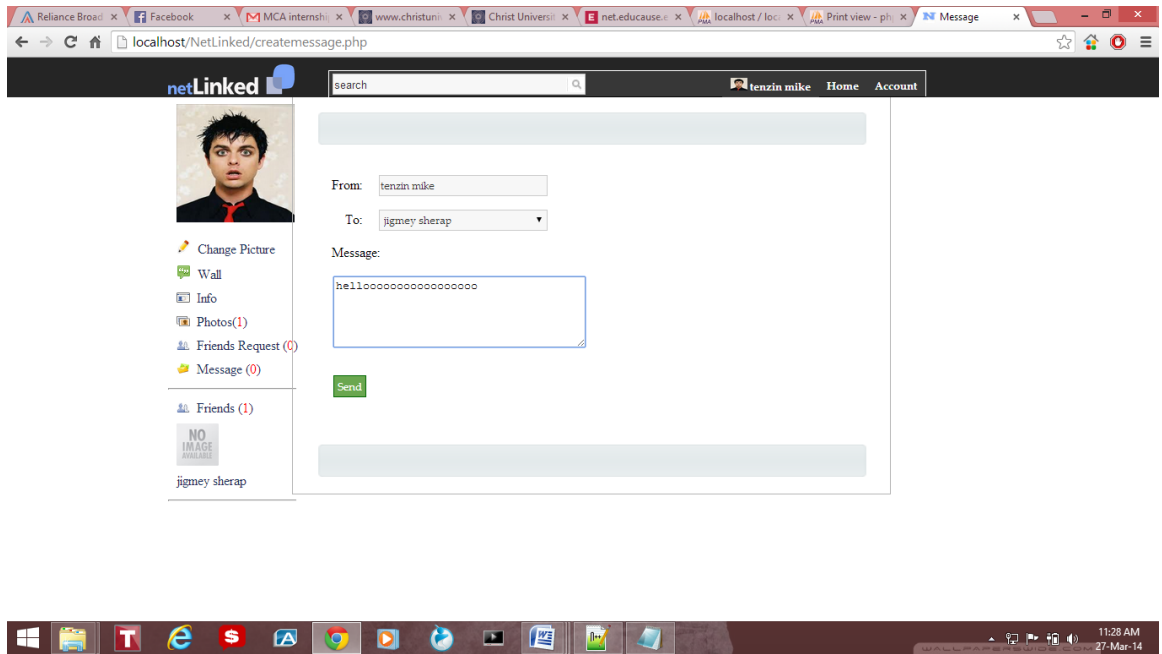 Reliance Broad
Facebook
MCA internshi
www.christuni
Christ Universit
net.educause.e
localhost / loc
Print view - ph
Message
localhost/NetLinked/createmessage.php
netLinked
search
tenzin mike Home Account
From: tenzin mike
To: jigmey sherap
Message:
hellooooooooooooooooo
Send
Change Picture
Wall
Info
Photos(1)
Friends Request (0)
Message (0)
Friends (1)
NO
IMAGE
AVAILABLE
jigmey sherap
11:28 AM
27-Mar-14